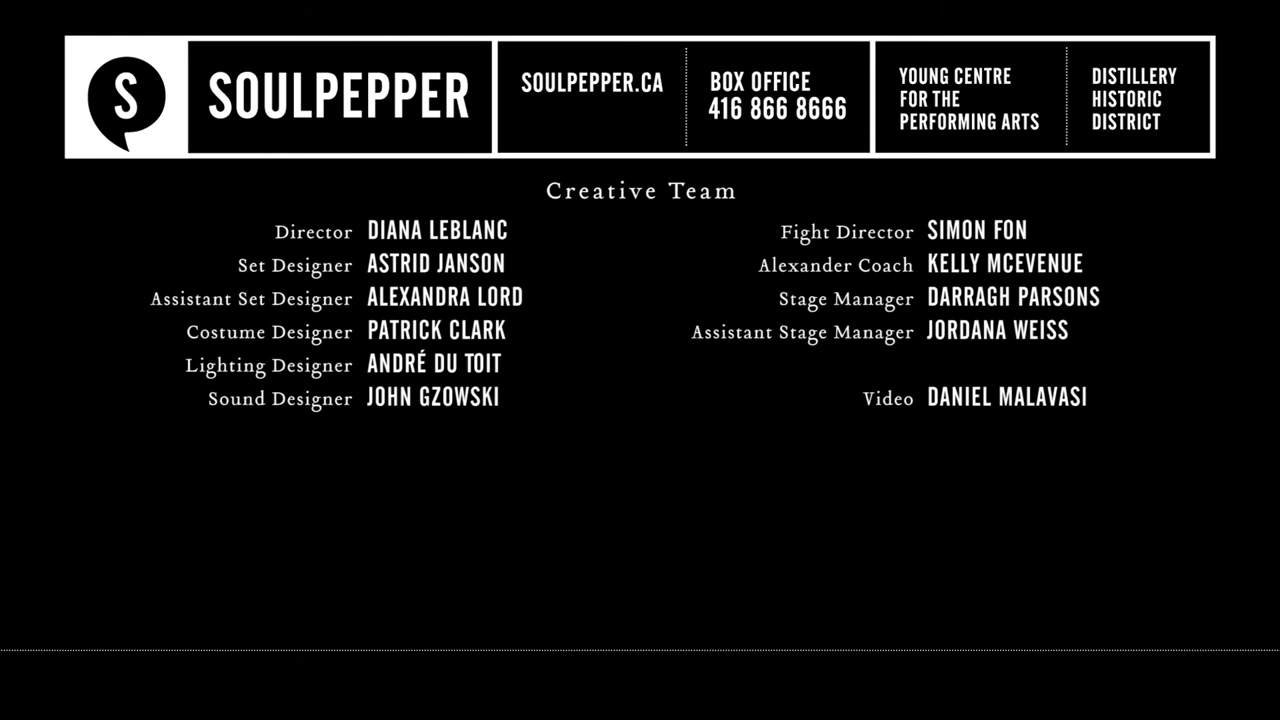 S
SOULPEPPER
SOULPEPPER.CA
BOX OFFICE
416 866 8666
YOUNG CENTRE
FOR THE
PERFORMING ARTS
DISTILLERY
HISTORIC
DISTRICT
Creative Team
Director DIANA LEBLANC
Set Designer ASTRID JANSON
Assistant Set Designer ALEXANDRA LORD
Costume Designer PATRICK CLARK
Lighting Designer ANDRÉ DU TOIT
Sound Designer JOHN GZOWSKI
Fight Director SIMON FON
Alexander Coach KELLY MCEVENUE
Stage Manager DARRAGH PARSONS
Assistant Stage Manager JORDANA WEISS
Video DANIEL MALAVASI